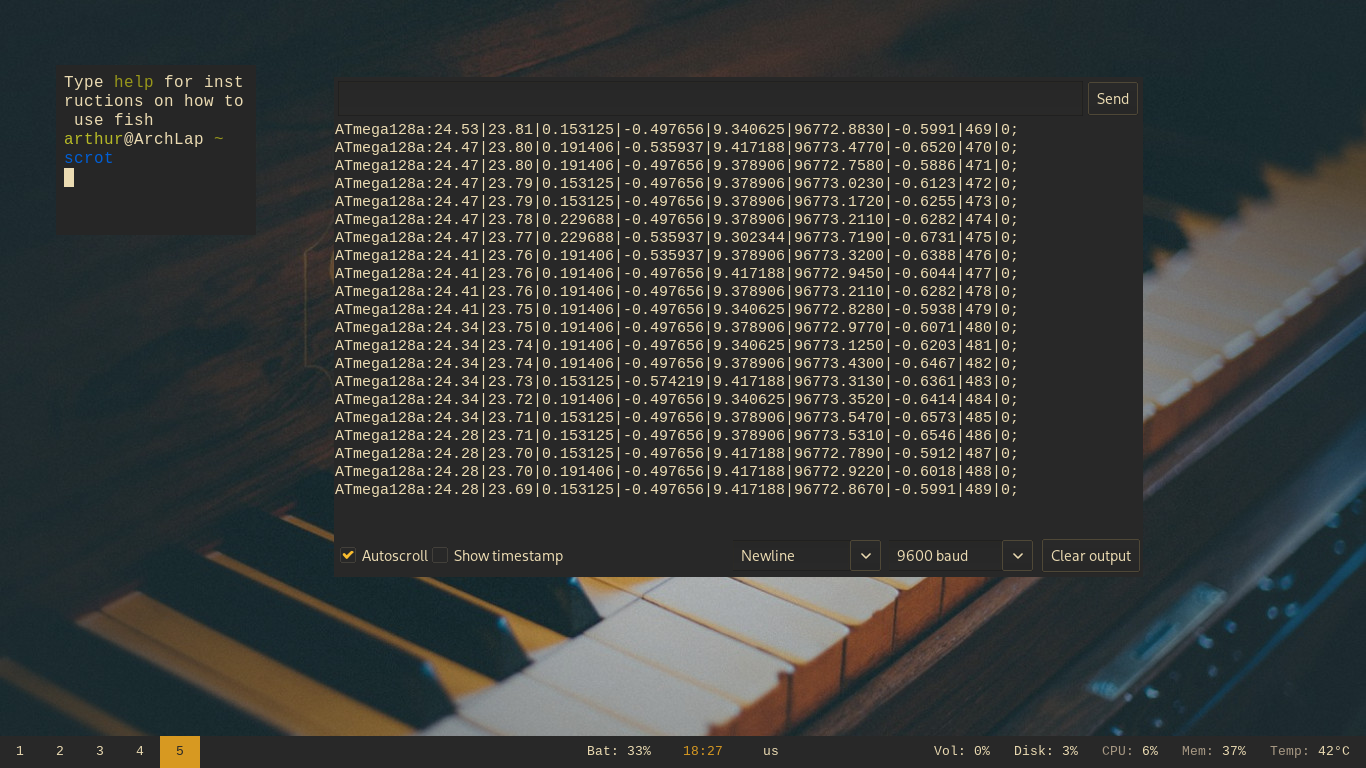 Type help for inst
ructions on how to
 use fish
arthur@ArchLap ~
scrot
Send
ATmega128a:24.53|23.81|0.153125|-0.497656|9.340625|96772.8830|-0.5991|469|0;
ATmega128a:24.47|23.80|0.191406|-0.535937|9.417188|96773.4770|-0.6520|470|0;
ATmega128a:24.47|23.80|0.191406|-0.497656|9.378906|96772.7580|-0.5886|471|0;
ATmega128a:24.47|23.79|0.153125|-0.497656|9.378906|96773.0230|-0.6123|472|0;
ATmega128a:24.47|23.79|0.153125|-0.497656|9.378906|96773.1720|-0.6255|473|0;
ATmega128a:24.47|23.78|0.229688|-0.497656|9.378906|96773.2110|-0.6282|474|0;
ATmega128a:24.47|23.77|0.229688|-0.535937|9.302344|96773.7190|-0.6731|475|0;
ATmega128a:24.41|23.76|0.191406|-0.535937|9.378906|96773.3200|-0.6388|476|0;
ATmega128a:24.41|23.76|0.191406|-0.497656|9.417188|96772.9450|-0.6044|477|0;
ATmega128a:24.41|23.76|0.191406|-0.497656|9.378906|96773.2110|-0.6282|478|0;
ATmega128a:24.41|23.75|0.191406|-0.497656|9.340625|96772.8280|-0.5938|479|0;
ATmega128a:24.34|23.75|0.191406|-0.497656|9.378906|96772.9770|-0.6071|480|0;
ATmega128a:24.34|23.74|0.191406|-0.497656|9.340625|96773.1250|-0.6203|481|0;
ATmega128a:24.34|23.74|0.191406|-0.497656|9.378906|96773.4300|-0.6467|482|0;
ATmega128a:24.34|23.73|0.153125|-0.574219|9.417188|96773.3130|-0.6361|483|0;
ATmega128a:24.34|23.72|0.191406|-0.497656|9.340625|96773.3520|-0.6414|484|0;
ATmega128a:24.34|23.71|0.153125|-0.497656|9.378906|96773.5470|-0.6573|485|0;
ATmega128a:24.28|23.71|0.153125|-0.497656|9.378906|96773.5310|-0.6546|486|0;
ATmega128a:24.28|23.70|0.153125|-0.497656|9.417188|96772.7890|-0.5912|487|0;
ATmega128a:24.28|23.70|0.191406|-0.497656|9.417188|96772.9220|-0.6018|488|0;
ATmega128a:24.28|23.69|0.153125|-0.497656|9.417188|96772.8670|-0.5991|489|0;
Autoscroll Show timestamp Newline 9600 baud Clear output
1 2 3 4 5 Bat: 33% 18:27 us Vol: 0% Disk: 3% CPU: 6% Mem: 37% Temp: 42°C